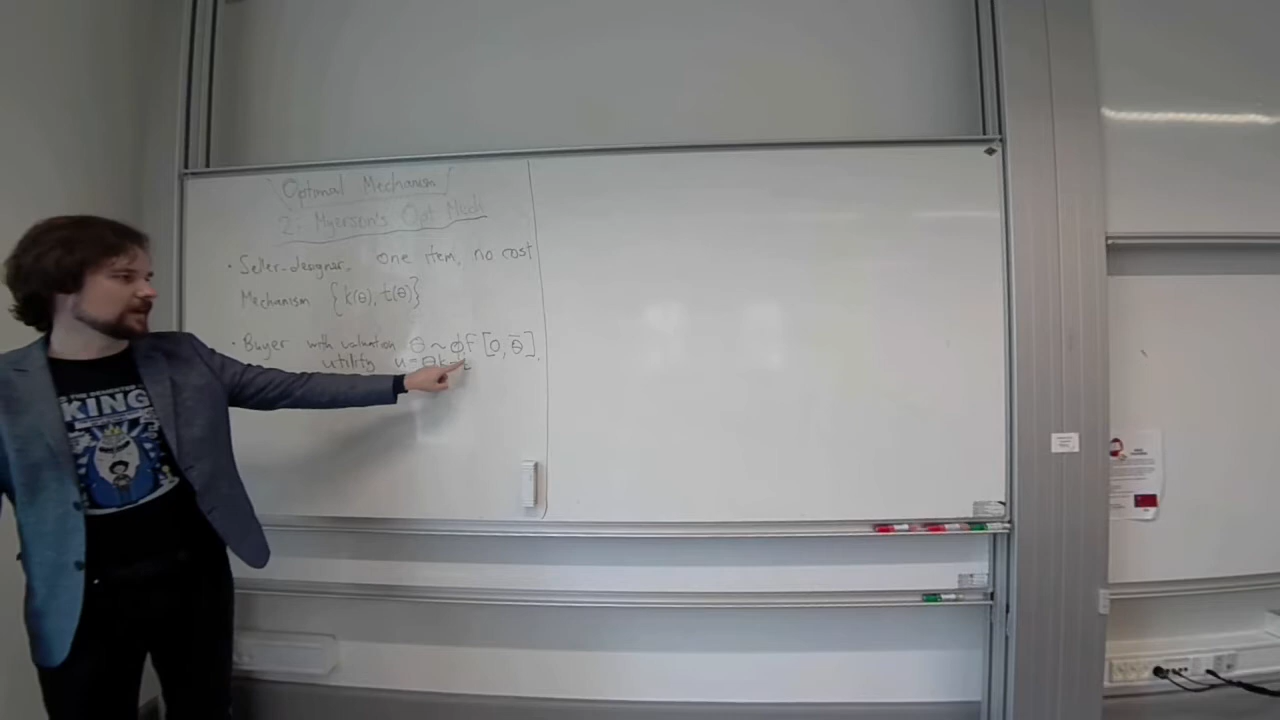 Optimal Mechanism
2: Myerson's Opt Mech
• Seller-designer, one item, no cost
Mechanism {k(θ), t(θ)}
• Buyer with valuation θ ~ ϕF [0, θ̄].
utility u = θk - t
KING